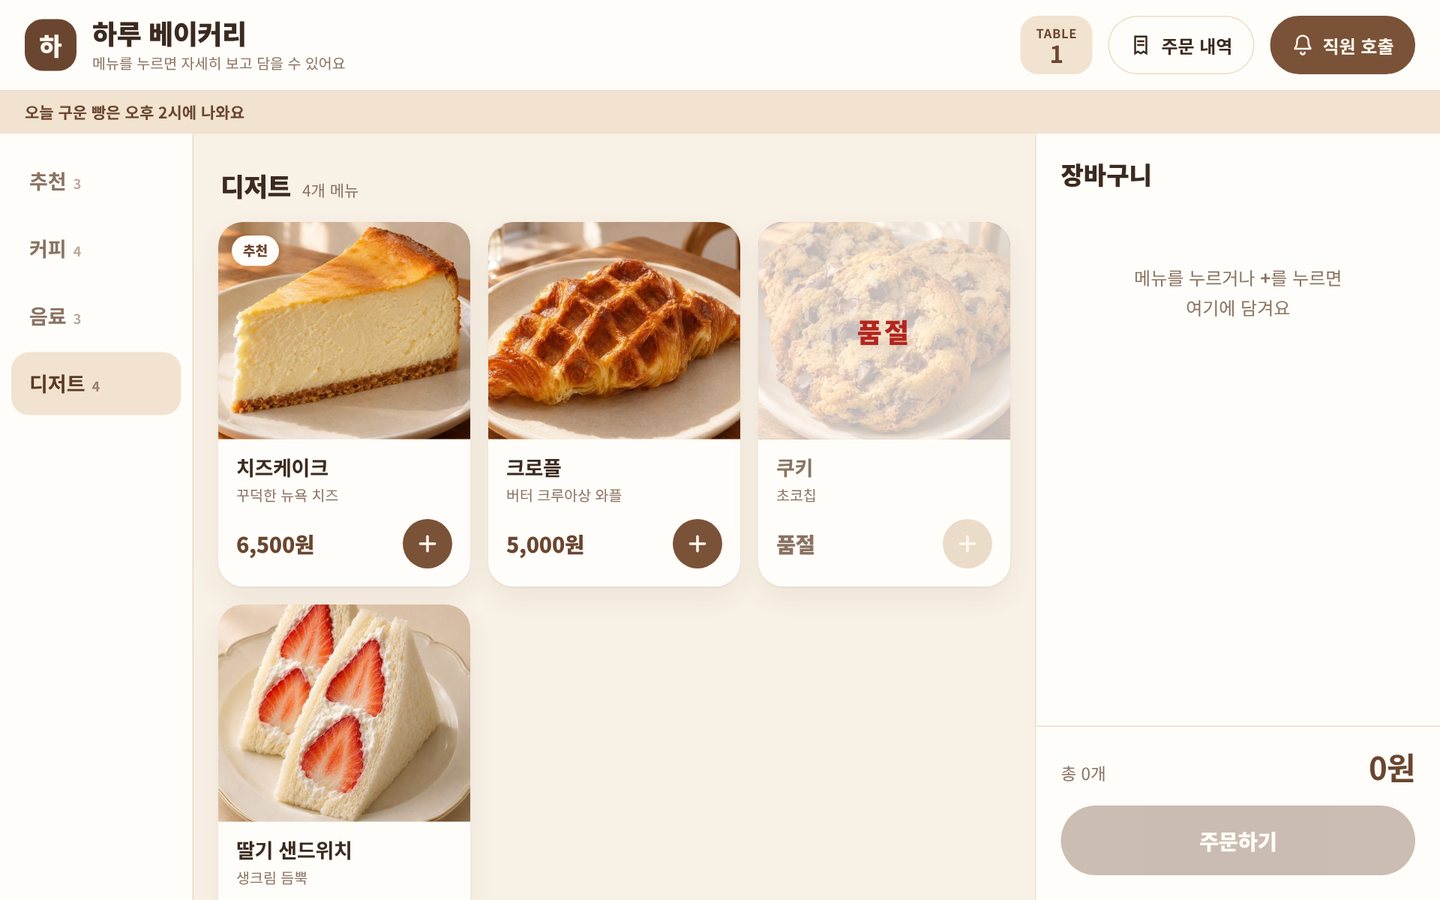 하
하루 베이커리
메뉴를 누르면 자세히 보고 담을 수 있어요
TABLE
1
주문 내역
직원 호출
오늘 구운 빵은 오후 2시에 나와요
추천 3
커피 4
음료 3
디저트 4
디저트 4개 메뉴
추천
치즈케이크
꾸덕한 뉴욕 치즈
6,500원
크로플
버터 크루아상 와플
5,000원
품절
쿠키
초코칩
품절
딸기 샌드위치
생크림 듬뿍
장바구니
메뉴를 누르거나 +를 누르면
여기에 담겨요
총 0개
0원
주문하기